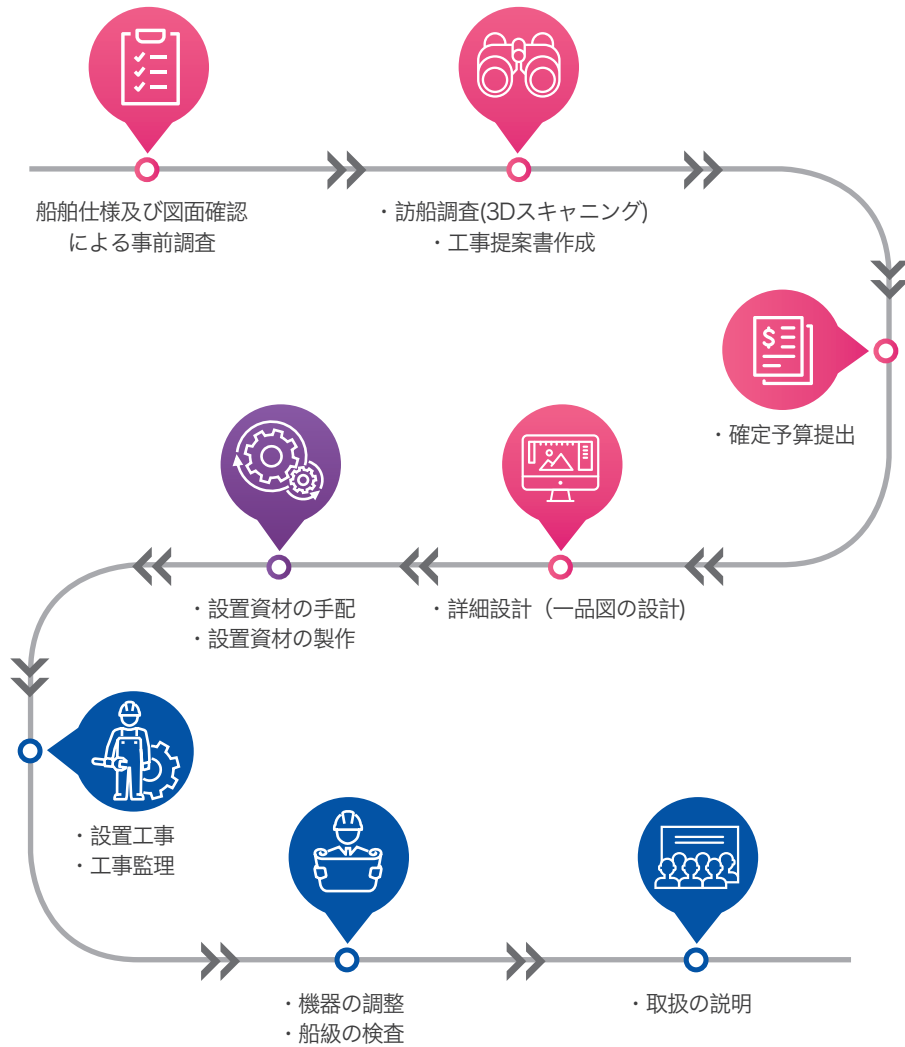 船舶仕様及び図面確認
による事前調査
・訪船調査(3Dスキャニング)
・工事提案書作成
$
・確定予算提出
・設置資材の手配
・設置資材の製作
・詳細設計（一品図の設計)
・設置工事
・工事監理
・機器の調整
・船級の検査
・取扱の説明